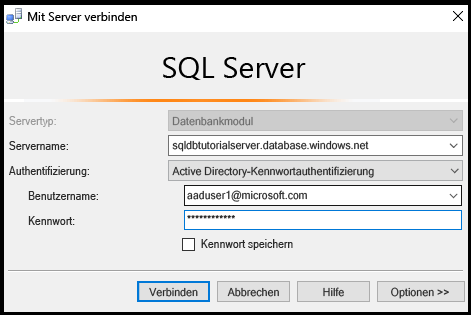 Mit Server verbinden
SQL Server
Servertyp: Datenbankmodul
Servername: sqldbtutorialserver.database.windows.net
Authentifizierung: Active Directory-Kennwortauthentifizierung
Benutzername: aaduser1@microsoft.com
Kennwort: ************
Kennwort speichern
Verbinden Abbrechen Hilfe Optionen >>